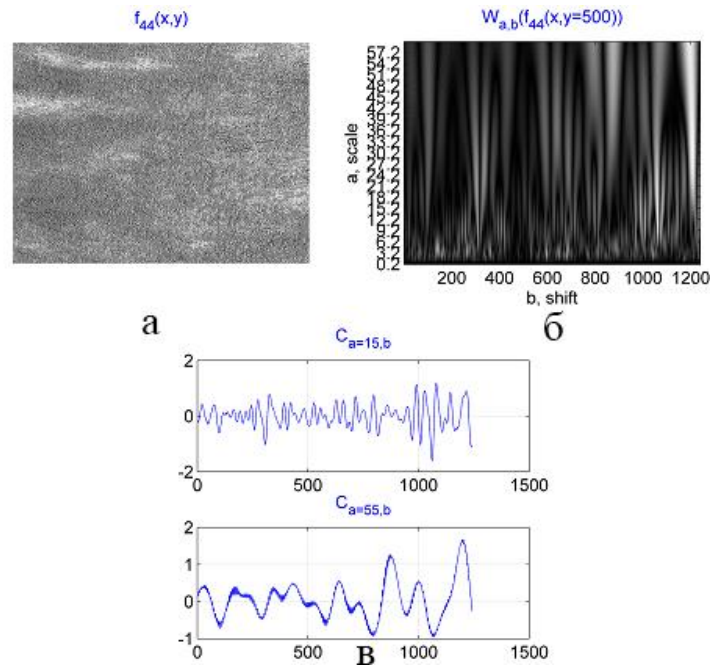 f44(x,y)
Wa,b(f44(x,y=500))
a, scale
57.2
54.2
51.2
48.2
45.2
42.2
39.2
36.2
33.2
30.2
27.2
24.2
21.2
18.2
15.2
12.2
9.2
6.2
3.2
0.2
200 400 600 800 1000 1200
b, shift
а
б
Ca=15,b
2
0
-2
0 500 1000 1500
Ca=55,b
2
1
0
-1
0 500 1000 1500
в